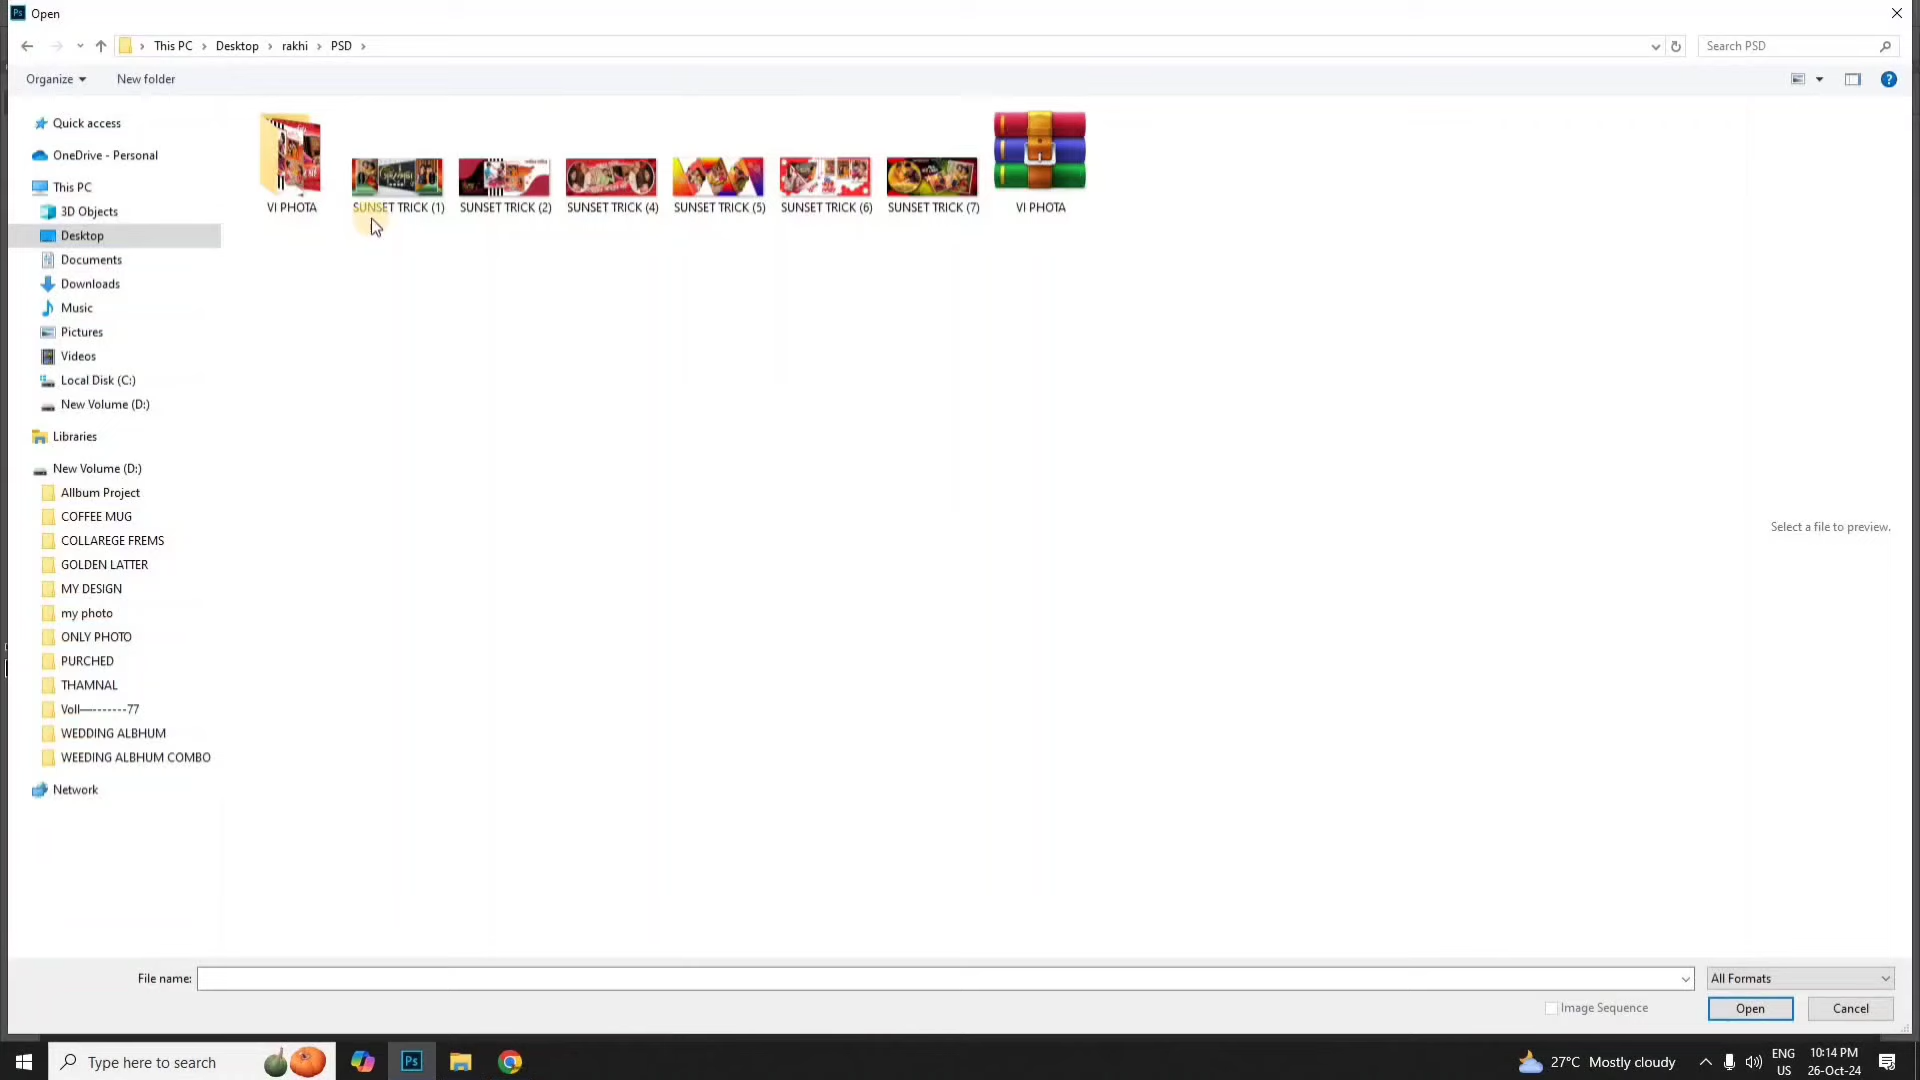 Ps Open
This PC Desktop rakhi PSD
Search PSD
Organize
New folder
Quick access
OneDrive - Personal
This PC
3D Objects
Desktop
Documents
Downloads
Music
Pictures
Videos
Local Disk (C:)
New Volume (D:)
Libraries
New Volume (D:)
Allbum Project
COFFEE MUG
COLLAREGE FREMS
GOLDEN LATTER
MY DESIGN
my photo
ONLY PHOTO
PURCHED
THAMNAL
Voll—-------77
WEDDING ALBHUM
WEEDING ALBHUM COMBO
Network
VI PHOTA
SUNSET TRICK (1)
SUNSET TRICK (2)
SUNSET TRICK (4)
SUNSET TRICK (5)
SUNSET TRICK (6)
SUNSET TRICK (7)
VI PHOTA
Select a file to preview.
File name:
All Formats
Image Sequence
Open
Cancel
Type here to search
Ps
27°C Mostly cloudy
ENG
US
10:14 PM
26-Oct-24